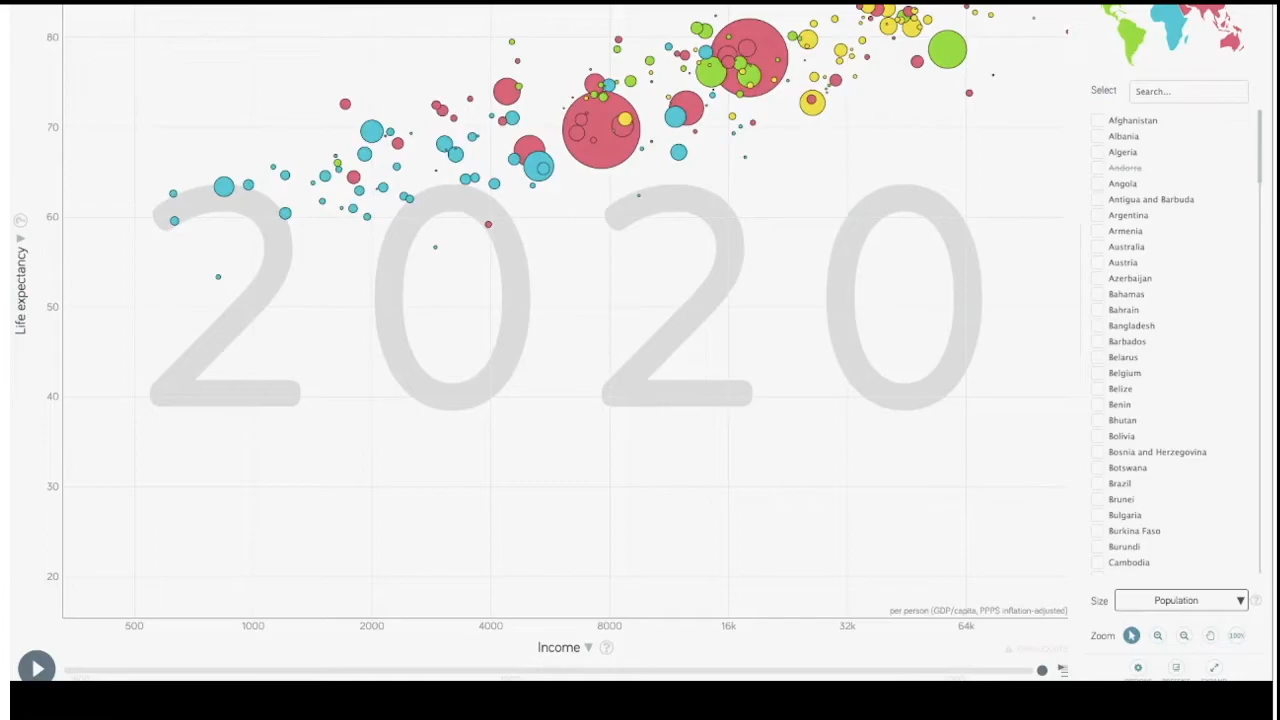 80
70
60
50
40
30
20
Life expectancy ▼ ?
2020
per person (GDP/capita, PPP$ inflation-adjusted)
500 1000 2000 4000 8000 16k 32k 64k
Income ▼ ?
Select Search...
Afghanistan
Albania
Algeria
Andorra
Angola
Antigua and Barbuda
Argentina
Armenia
Australia
Austria
Azerbaijan
Bahamas
Bahrain
Bangladesh
Barbados
Belarus
Belgium
Belize
Benin
Bhutan
Bolivia
Bosnia and Herzegovina
Botswana
Brazil
Brunei
Bulgaria
Burkina Faso
Burundi
Cambodia
Size Population ▼ ?
Zoom 100%